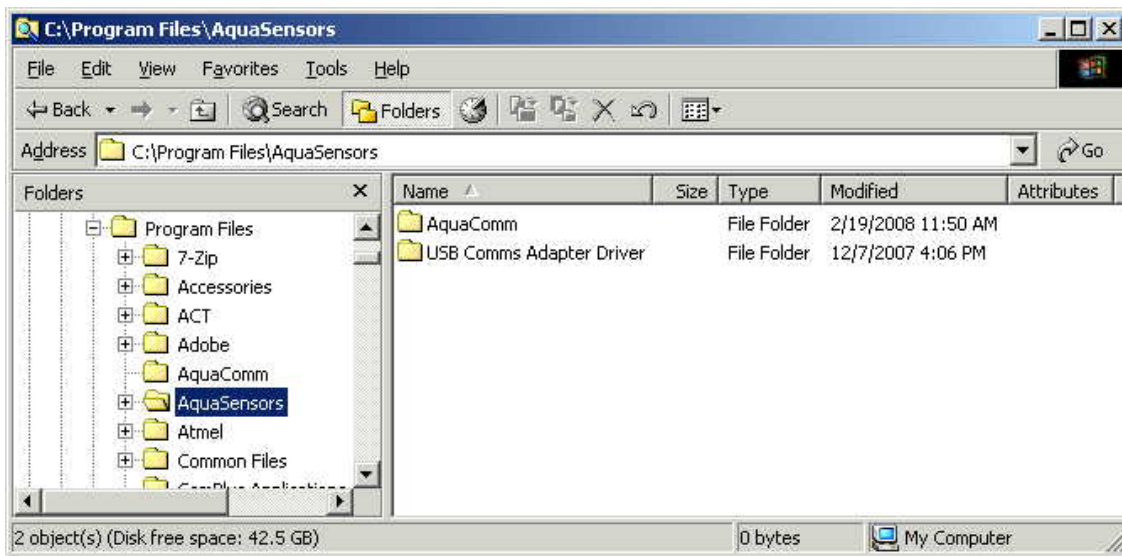 C:\Program Files\AquaSensors
File Edit View Favorites Tools Help
Back Search Folders
Address C:\Program Files\AquaSensors Go
Folders
Program Files
7-Zip
Accessories
ACT
Adobe
AquaComm
AquaSensors
Atmel
Common Files
Name Size Type Modified Attributes
AquaComm File Folder 2/19/2008 11:50 AM
USB Comms Adapter Driver File Folder 12/7/2007 4:06 PM
2 object(s) (Disk free space: 42.5 GB) 0 bytes My Computer